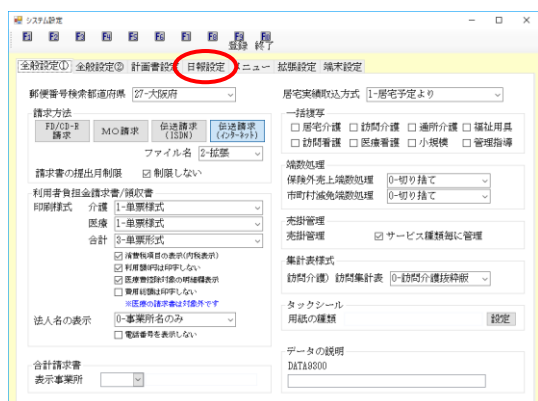 システム設定
F1 F2 F3 F4 F5 F6 F7 F8 F9 F10
登録 終了
全般設定① 全般設定② 計画書設定 日報設定 メニュー 拡張設定 端末設定
郵便番号検索都道府県 27-大阪府
請求方法
FD/CD-R請求 MO請求 伝送請求(ISDN) 伝送請求(インターネット)
ファイル名 2-拡張
請求書の提出月制限 制限しない
利用者負担金請求書/領収書
印刷様式 介護 1-単票様式
医療 1-単票様式
合計 3-単票形式
消費税項目の表示(内税表示)
利用額0円は印字しない
医療費控除対象の明細欄表示
費用総額は印字しない
※医療の請求書は対象外です
法人名の表示 0-事業所名のみ
電話番号を表示しない
合計請求書
表示事業所
居宅実績取込方式 1-居宅予定より
一括複写
居宅介護 訪問介護 通所介護 福祉用具
訪問看護 医療看護 小規模 管理指導
端数処理
保険外売上端数処理 0-切り捨て
市町村減免端数処理 0-切り捨て
売掛管理
売掛管理 サービス種類毎に管理
集計表様式
訪問介護) 訪問集計表 0-訪問介護抜粋版
タックシール
用紙の種類 設定
データの説明
DATA9300